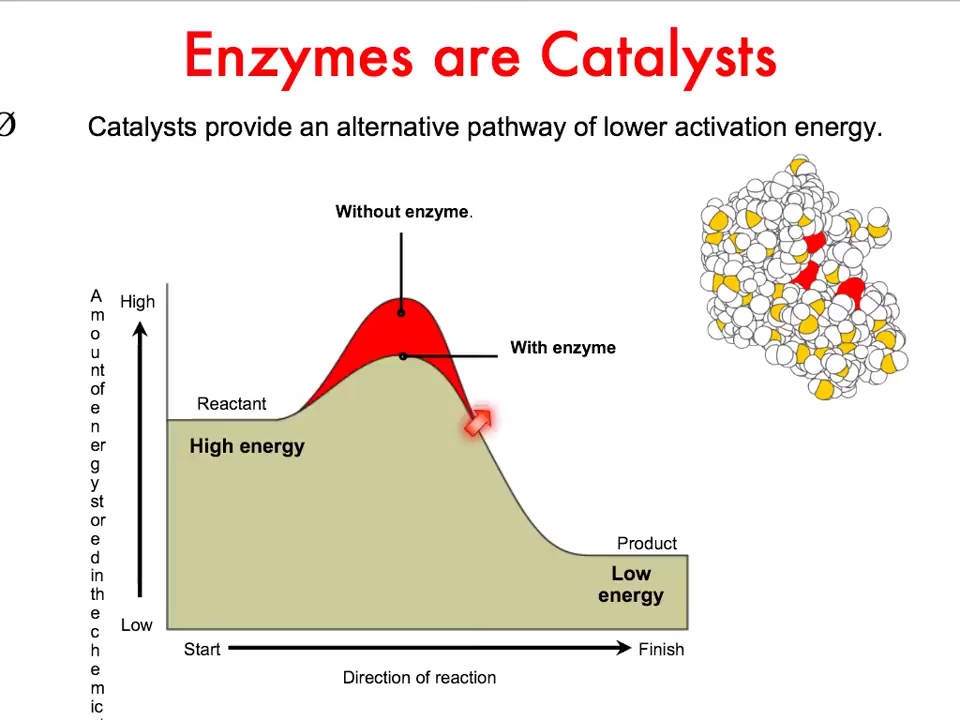 Enzymes are Catalysts
Ø Catalysts provide an alternative pathway of lower activation energy.
Without enzyme.
With enzyme
A
m
o
u
nt
of
e
n
er
g
y
st
or
e
d
in
th
e
c
h
e
m
ic
High
Low
Reactant
High energy
Product
Low
energy
Start
Finish
Direction of reaction